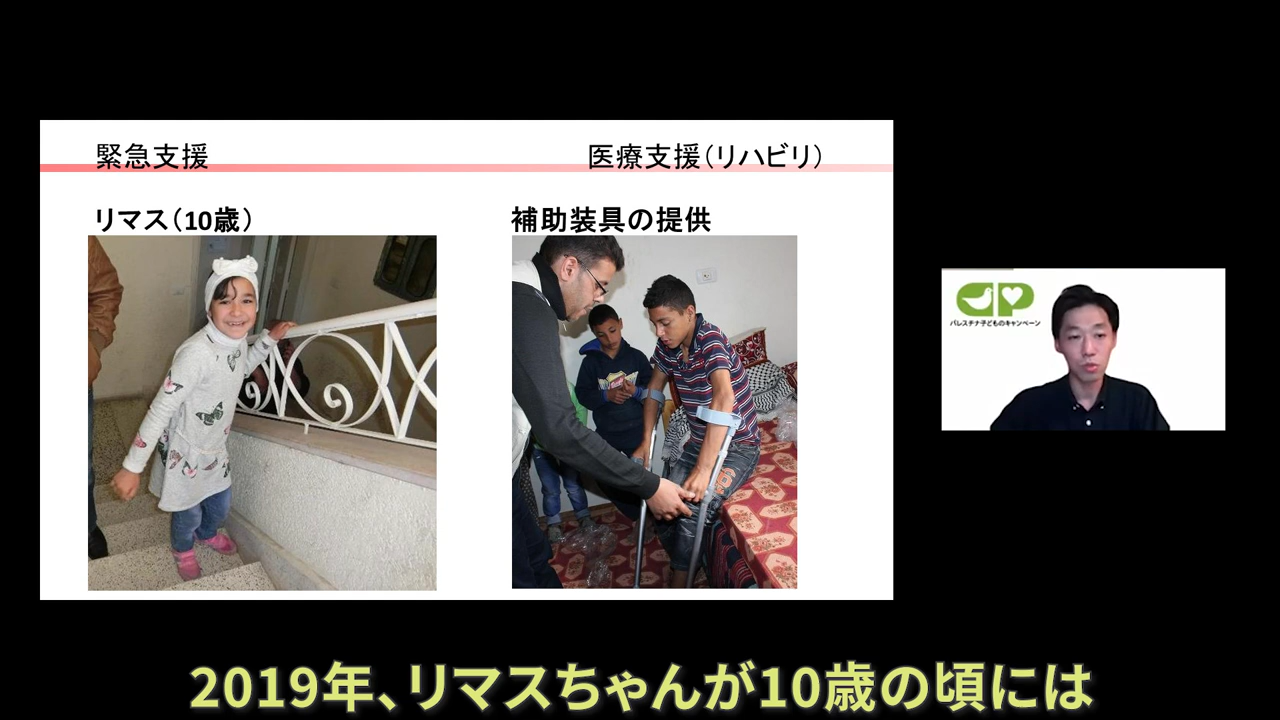 緊急支援
医療支援（リハビリ）
リマス（10歳）
補助装具の提供
パレスチナ子どものキャンペーン
2019年、リマスちゃんが10歳の頃には